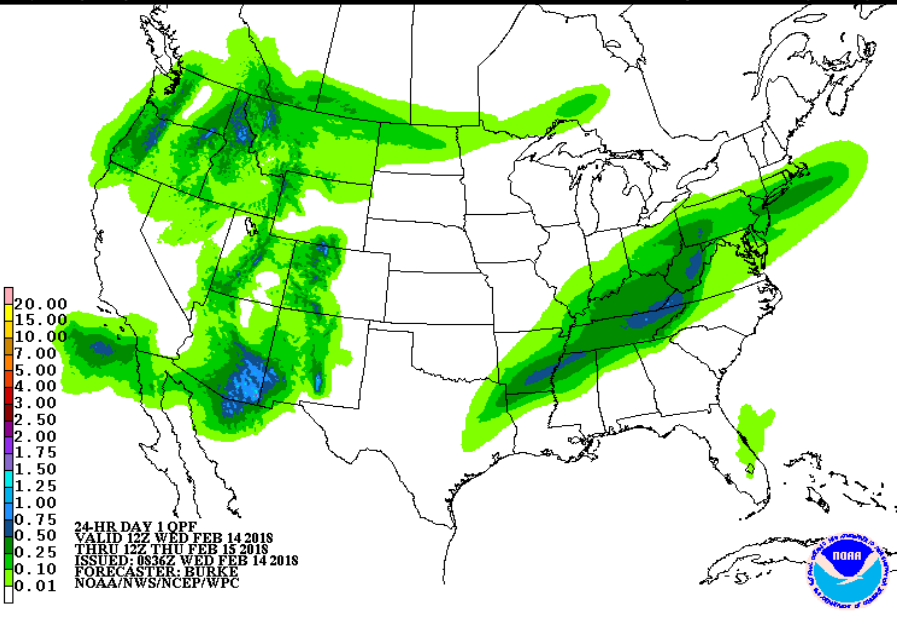 20.00
15.00
10.00
7.00
5.00
4.00
3.00
2.50
2.00
1.75
1.50
1.25
1.00
0.75
0.50
0.25
0.10
0.01
24-HR DAY 1 QPF
VALID 12Z WED FEB 14 2018
THRU 12Z THU FEB 15 2018
ISSUED: 0836Z WED FEB 14 2018
FORECASTER: BURKE
NOAA/NWS/NCEP/WPC
NOAA